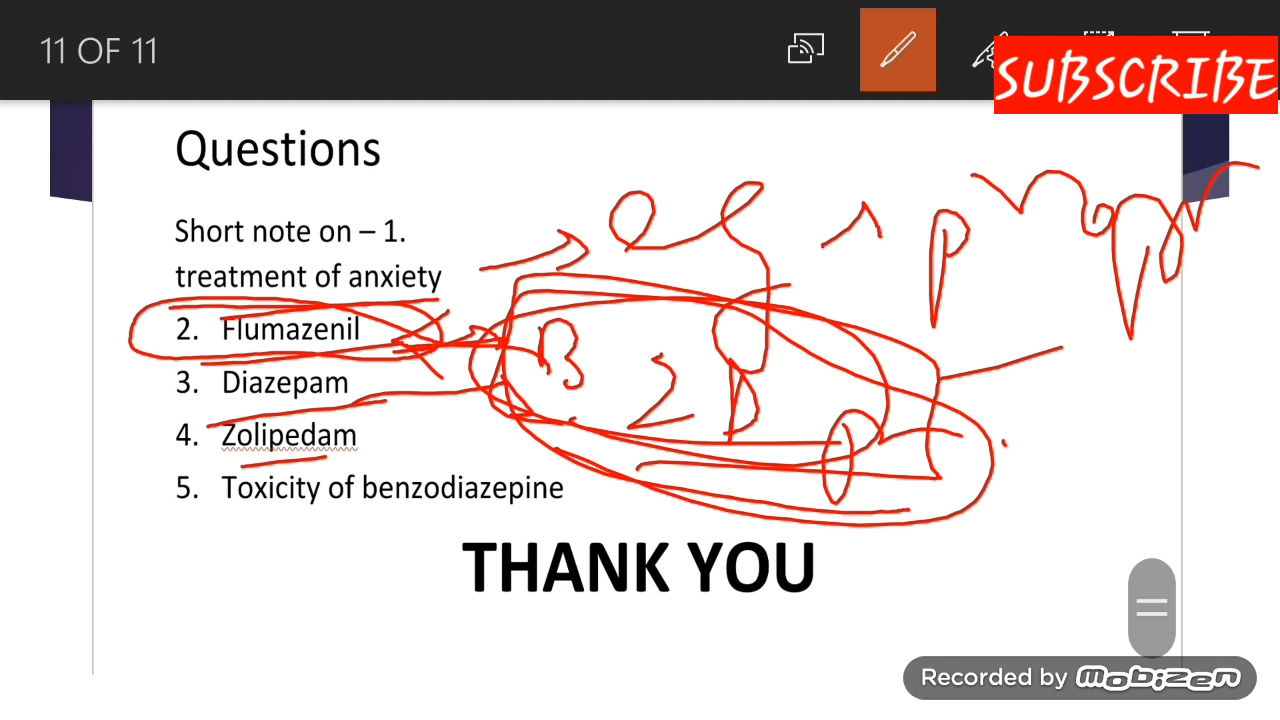 11 OF 11
SUBSCRIBE
Questions
Short note on – 1.
treatment of anxiety
2. Flumazenil
3. Diazepam
4. Zolipedam
5. Toxicity of benzodiazepine
THANK YOU
Recorded by mobizen